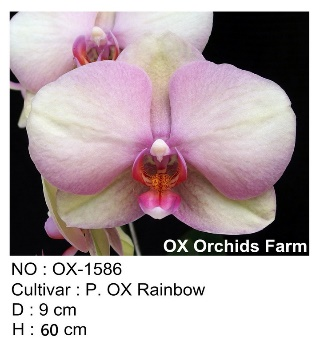 OX Orchids Farm
NO : OX-1586
Cultivar : P. OX Rainbow
D : 9 cm
H : 60 cm